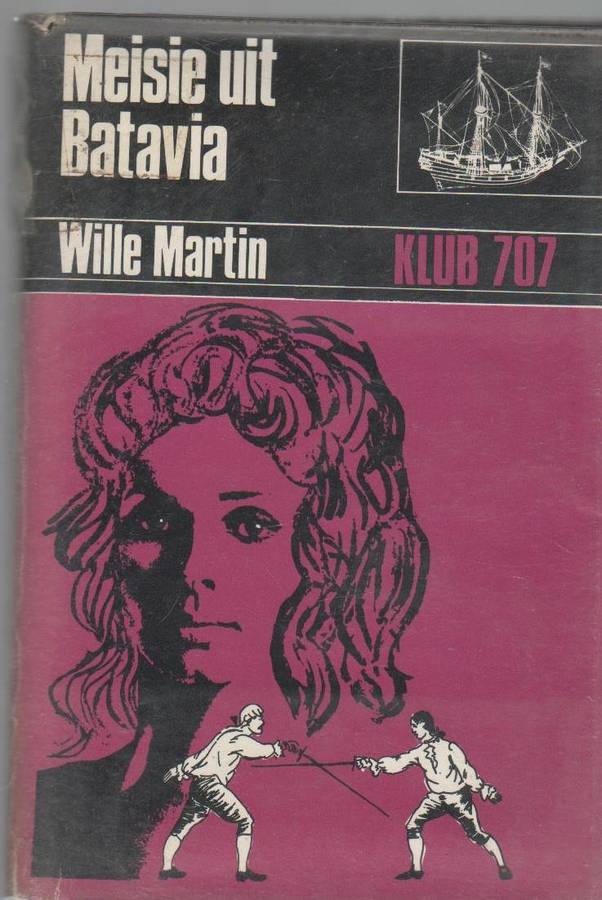 Meisie uit
Batavia
Wille Martin
KLUB 707